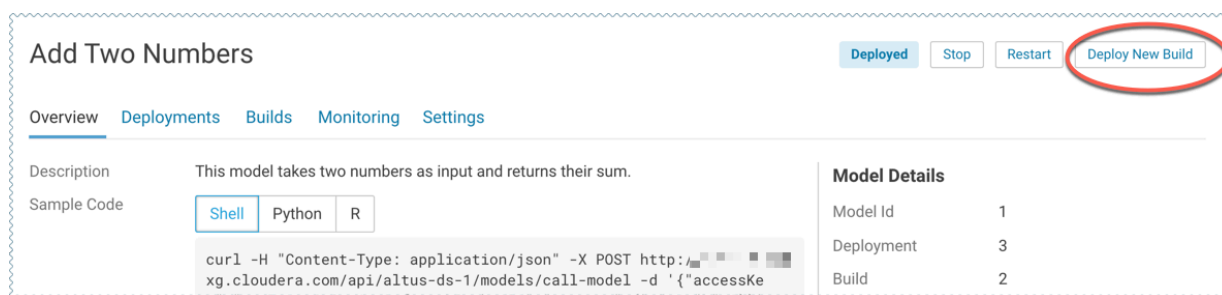 Add Two Numbers
Deployed Stop Restart Deploy New Build
Overview Deployments Builds Monitoring Settings
Description This model takes two numbers as input and returns their sum.
Sample Code
Shell Python R
curl -H "Content-Type: application/json" -X POST http:/
xg.cloudera.com/api/altus-ds-1/models/call-model -d '{"accessKe
Model Details
Model Id 1
Deployment 3
Build 2